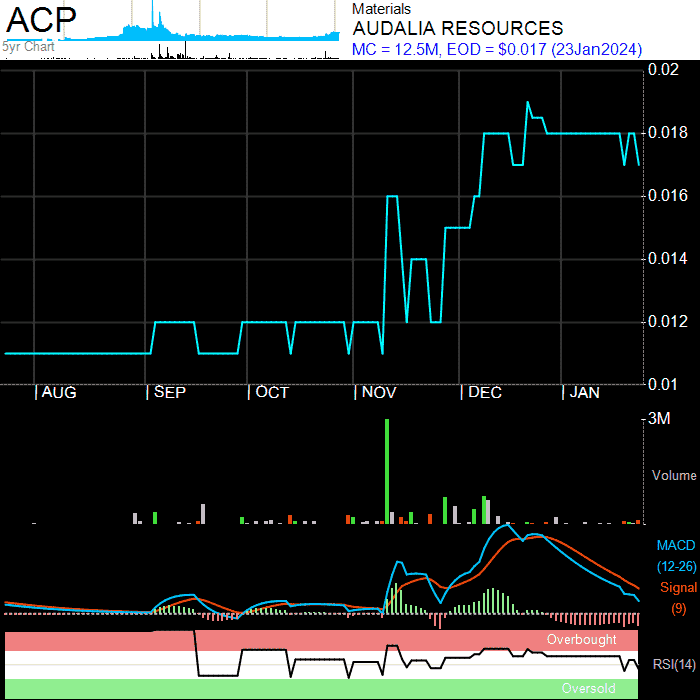 ACP
5yr Chart
Materials
AUDALIA RESOURCES
MC = 12.5M, EOD = $0.017 (23Jan2024)
0.02
0.018
0.016
0.014
0.012
0.01
| AUG | SEP | OCT | NOV | DEC | JAN
3M
Volume
MACD
(12-26)
Signal
(9)
Overbought
RSI(14)
Oversold